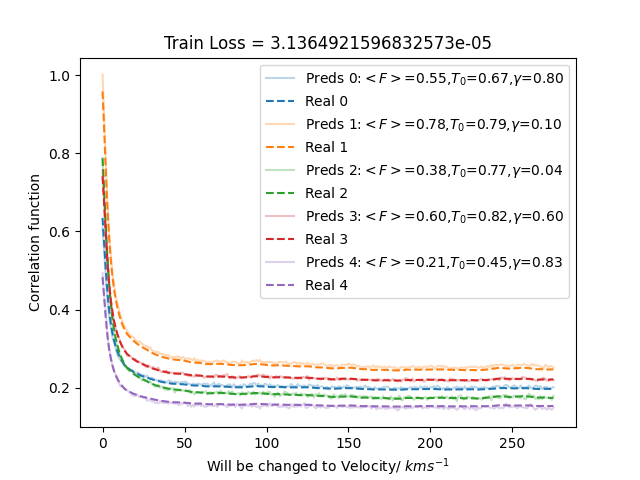 Train Loss = 3.1364921596832573e-05
Preds 0: < F > =0.55,T₀=0.67,γ=0.80
Real 0
Preds 1: < F > =0.78,T₀=0.79,γ=0.10
Real 1
Preds 2: < F > =0.38,T₀=0.77,γ=0.04
Real 2
Preds 3: < F > =0.60,T₀=0.82,γ=0.60
Real 3
Preds 4: < F > =0.21,T₀=0.45,γ=0.83
Real 4
Correlation function
1.0
0.8
0.6
0.4
0.2
0 50 100 150 200 250
Will be changed to Velocity/ kms⁻¹